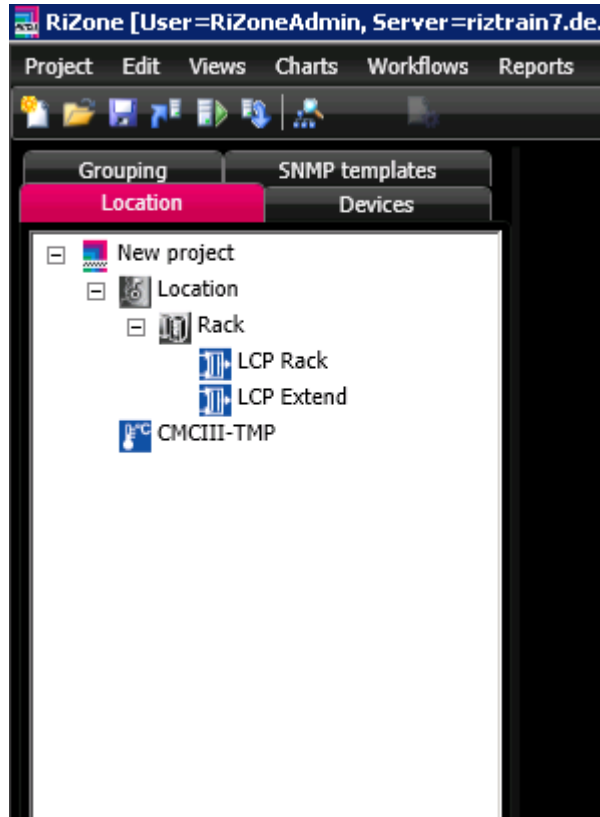 RiZone [User=RiZoneAdmin, Server=riztrain7.de.
Project Edit Views Charts Workflows Reports
Grouping SNMP templates
Location Devices
New project
Location
Rack
LCP Rack
LCP Extend
°C CMCIII-TMP